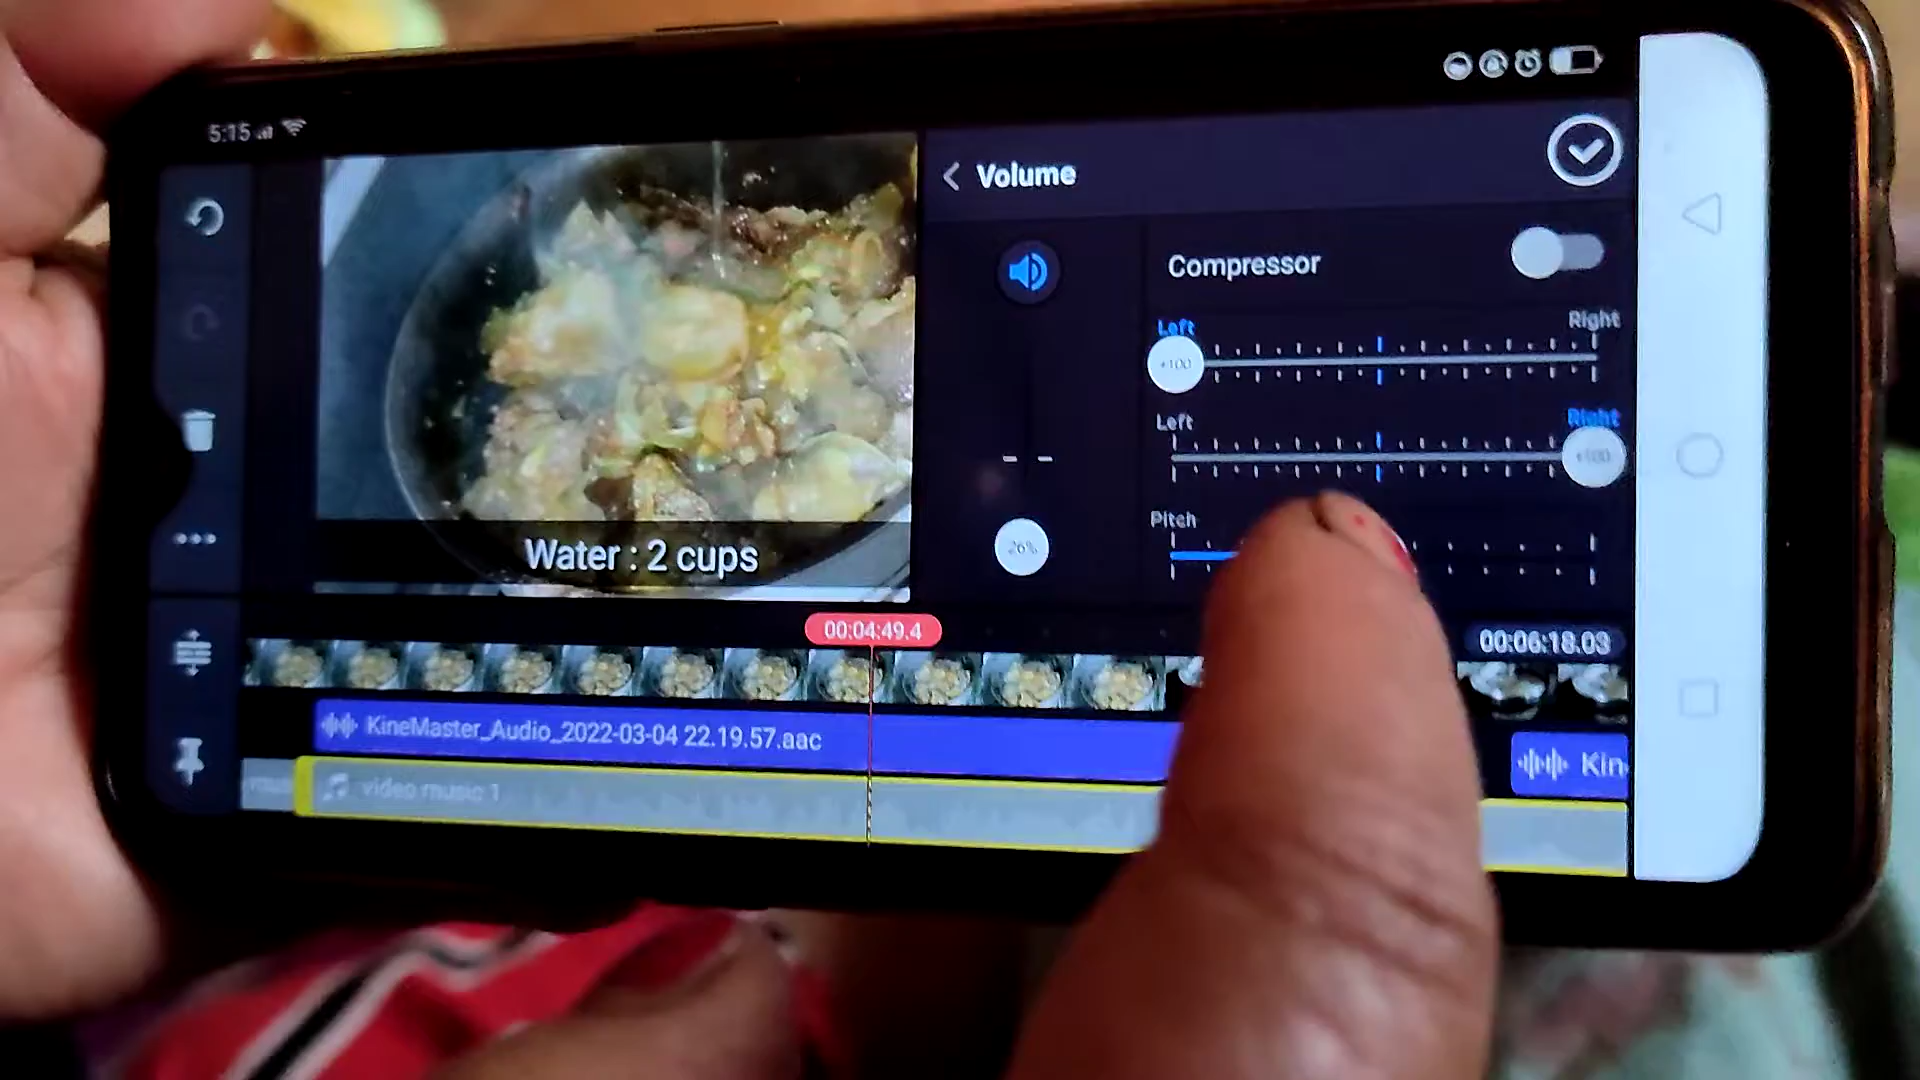 5:15
Volume
Compressor
Left Right
+100
Left Right
+100
Pitch
26%
Water : 2 cups
00:04:49.4
00:06:18.03
KineMaster_Audio_2022-03-04 22.19.57.aac
Kin
video music 1